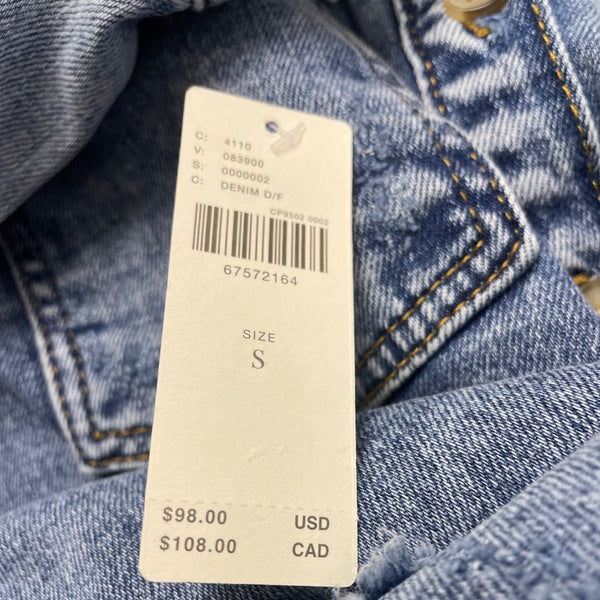 C: 4110
V: 083900
S: 0000002
C: DENIM D/F
CP9502 0002
67572164
SIZE
S
$98.00 USD
$108.00 CAD